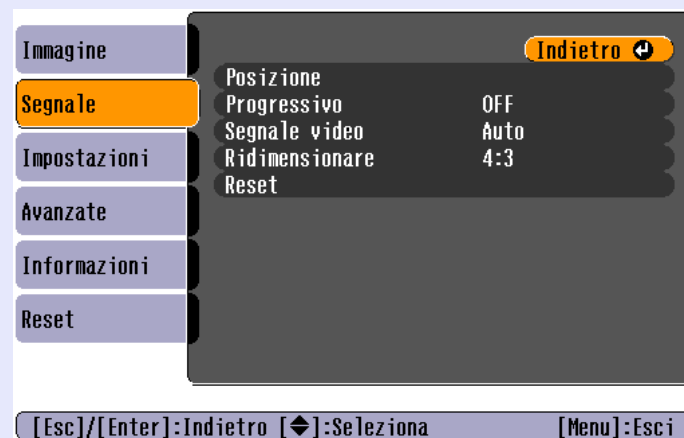 Immagine
Segnale
Impostazioni
Avanzate
Informazioni
Reset
Indietro
Posizione
Progressivo OFF
Segnale video Auto
Ridimensionare 4:3
Reset
[Esc]/[Enter]:Indietro [◆]:Seleziona [Menu]:Esci